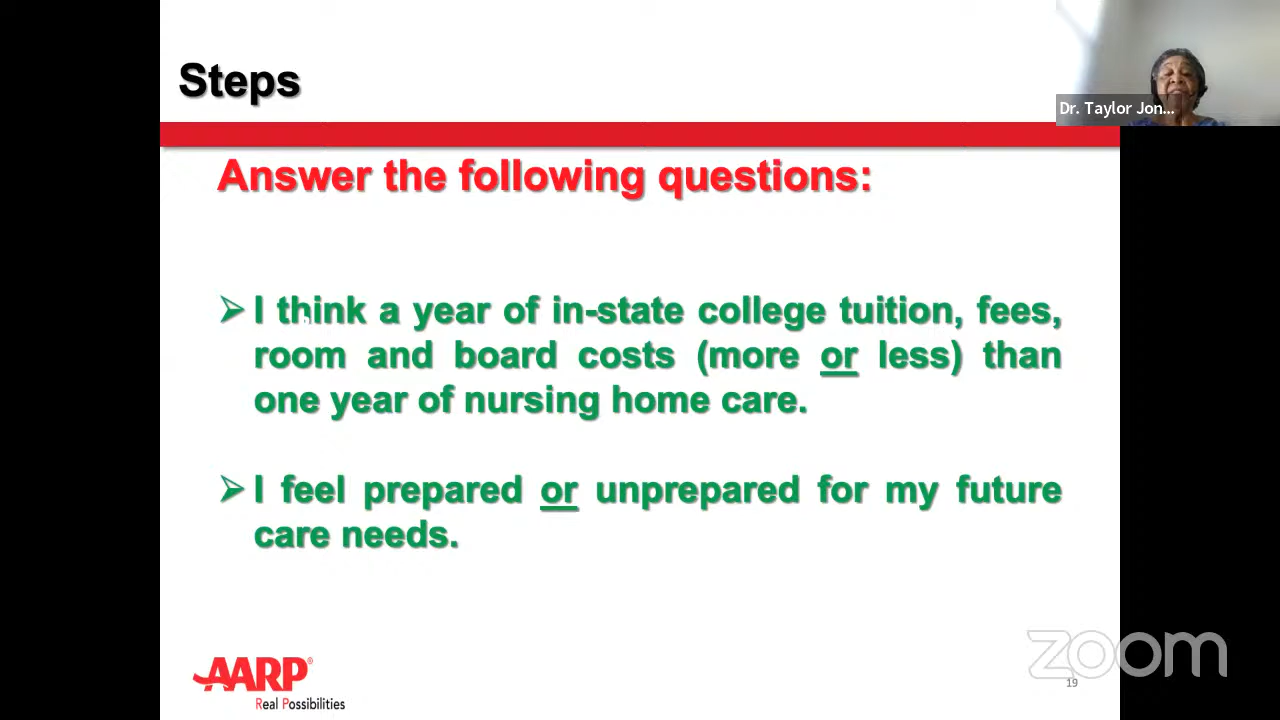 Steps
Dr. Taylor Jon...
Answer the following questions:
➢ I think a year of in-state college tuition, fees,
room and board costs (more or less) than
one year of nursing home care.
➢ I feel prepared or unprepared for my future
care needs.
AARP®
Real Possibilities
zoom
19